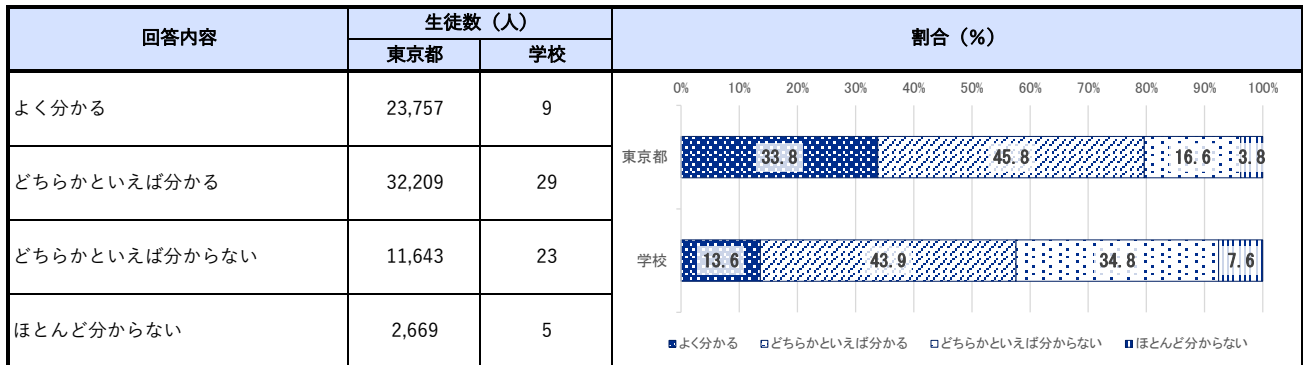 回答内容
生徒数（人）
割合（%）
東京都 学校
よく分かる 23,757 9
どちらかといえば分かる 32,209 29
どちらかといえば分からない 11,643 23
ほとんど分からない 2,669 5
0% 10% 20% 30% 40% 50% 60% 70% 80% 90% 100%
東京都 33.8 45.8 16.6 3.8
学校 13.6 43.9 34.8 7.6
よく分かる どちらかといえば分かる どちらかといえば分からない ほとんど分からない